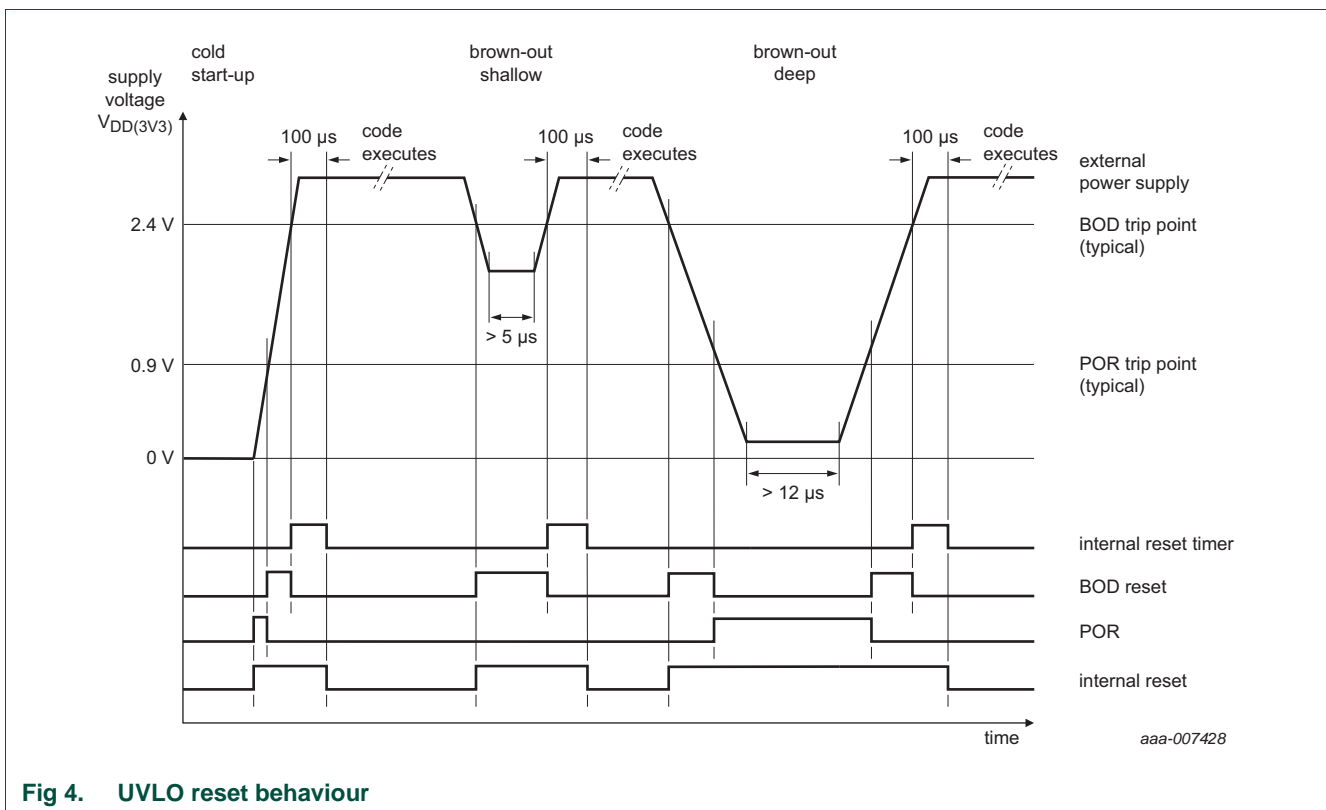 cold
start-up
brown-out
shallow
brown-out
deep
supply
voltage
VDD(3V3)
100 μs
code
executes
100 μs
code
executes
100 μs
code
executes
external
power supply
2.4 V
BOD trip point
(typical)
> 5 μs
0.9 V
POR trip point
(typical)
0 V
> 12 μs
internal reset timer
BOD reset
POR
internal reset
time
aaa-007428
Fig 4. UVLO reset behaviour